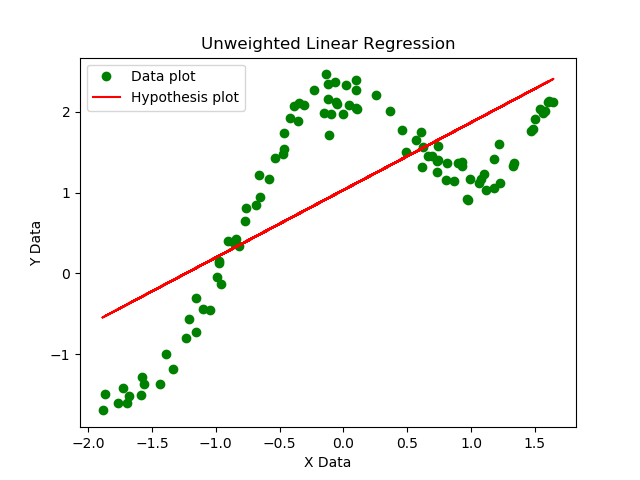 Unweighted Linear Regression
Data plot
Hypothesis plot
Y Data
2
1
0
−1
−2.0 −1.5 −1.0 −0.5 0.0 0.5 1.0 1.5
X Data